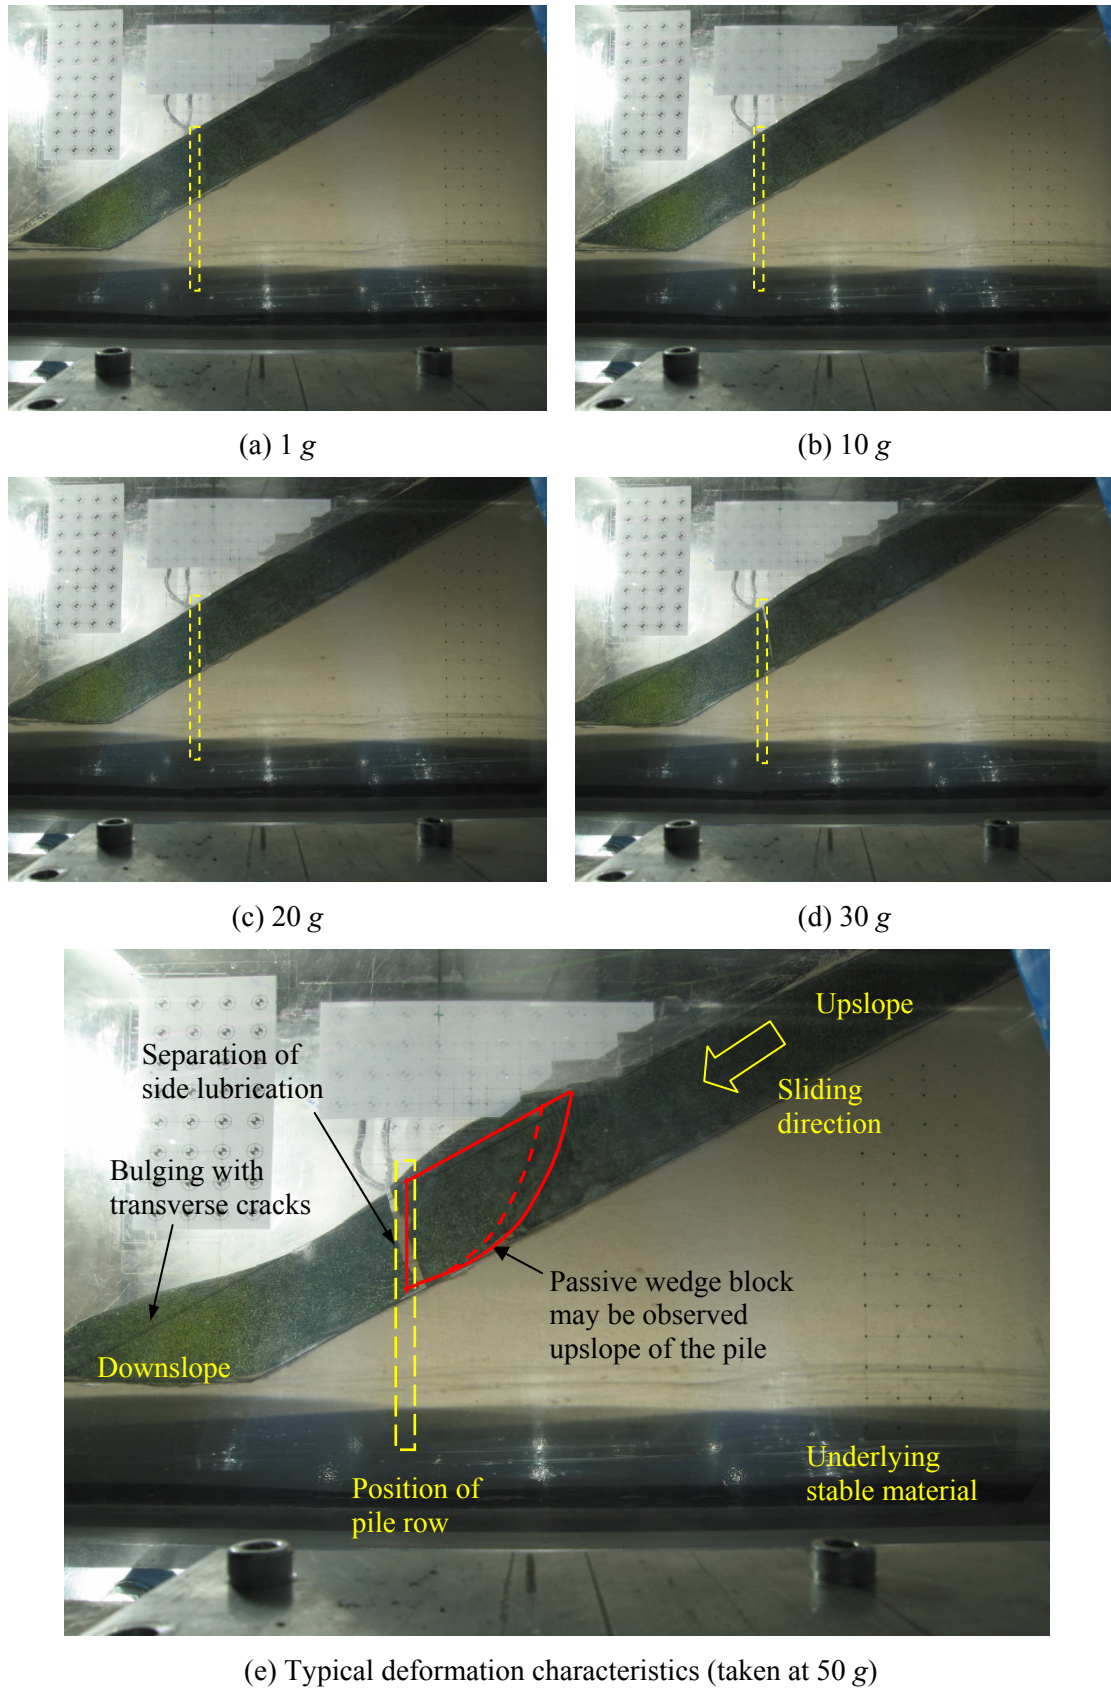 (a) 1 g
(b) 10 g
(c) 20 g
(d) 30 g
Upslope
Separation of
side lubrication
Sliding
direction
Bulging with
transverse cracks
Passive wedge block
may be observed
upslope of the pile
Downslope
Underlying
stable material
Position of
pile row
(e) Typical deformation characteristics (taken at 50 g)